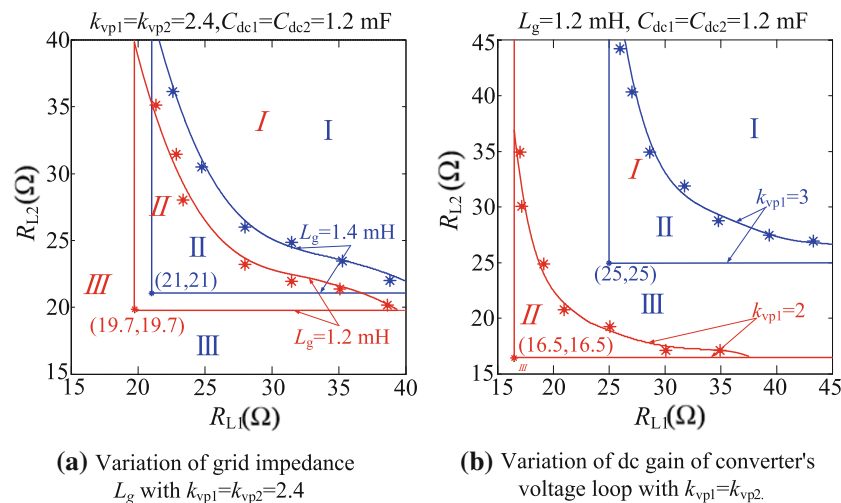 k_vp1=k_vp2=2.4,C_dc1=C_dc2=1.2 mF
40
35
30
25
20
15
R_L2(Ω)
I
I
II
II
L_g=1.4 mH
(21,21)
III
(19.7,19.7)
L_g=1.2 mH
III
15
20
25
30
35
40
R_L1(Ω)
(a) Variation of grid impedance
L_g with k_vp1=k_vp2=2.4
L_g=1.2 mH, C_dc1=C_dc2=1.2 mF
45
40
35
30
25
20
15
R_L2(Ω)
I
I
k_vp1=3
II
(25,25)
III
II
k_vp1=2
(16.5,16.5)
III
15
20
25
30
35
40
45
R_L1(Ω)
(b) Variation of dc gain of converter's
voltage loop with k_vp1=k_vp2.